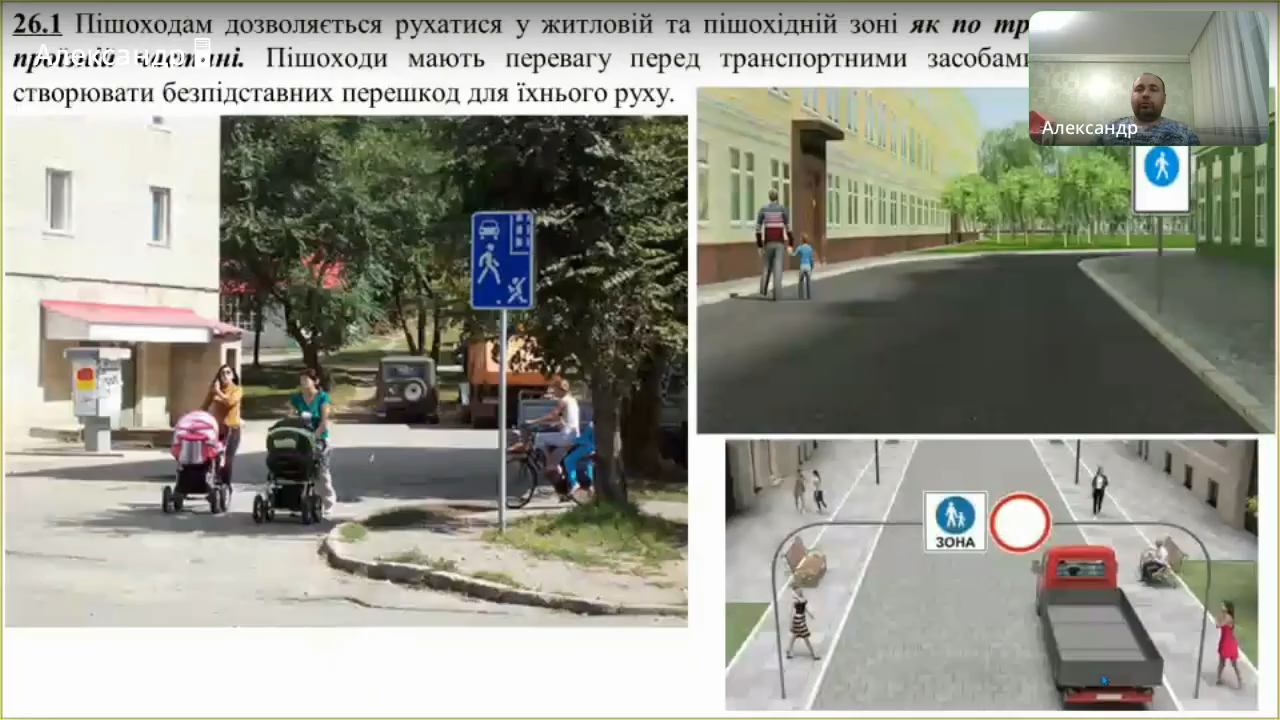 26.1 Пішоходам дозволяється рухатися у житловій та пішохідній зоні як по
Пішоходи мають перевагу перед транспортними засобами
створювати безпідставних перешкод для їхнього руху.
Александр
Александр
ЗОНА